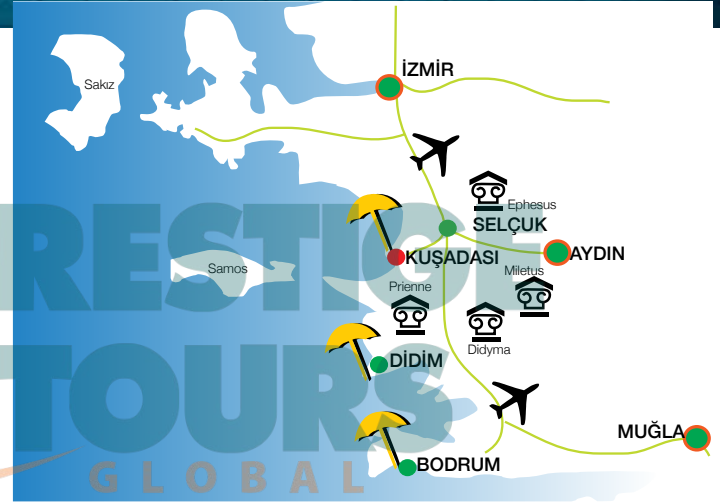 İZMİR
Sakız
Ephesus
SELÇUK
KUŞADASI
AYDIN
Samos
Miletus
Prienne
Didyma
DİDİM
MUĞLA
BODRUM
RESTIGE
TOURS
GLOBAL